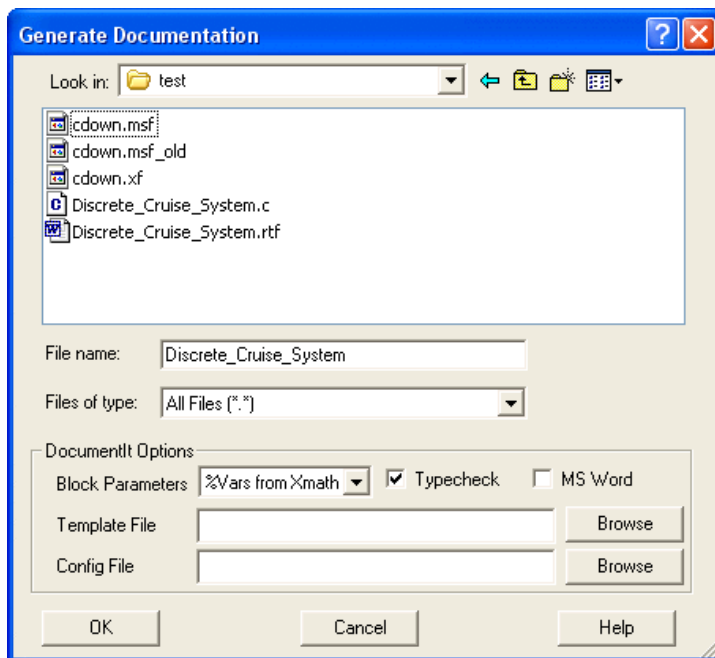 Generate Documentation
Look in: test
cdown.msf
cdown.msf_old
cdown.xf
Discrete_Cruise_System.c
Discrete_Cruise_System.rtf
File name: Discrete_Cruise_System
Files of type: All Files (*.*)
DocumentIt Options
Block Parameters %Vars from Xmath Typecheck MS Word
Template File Browse
Config File Browse
OK Cancel Help